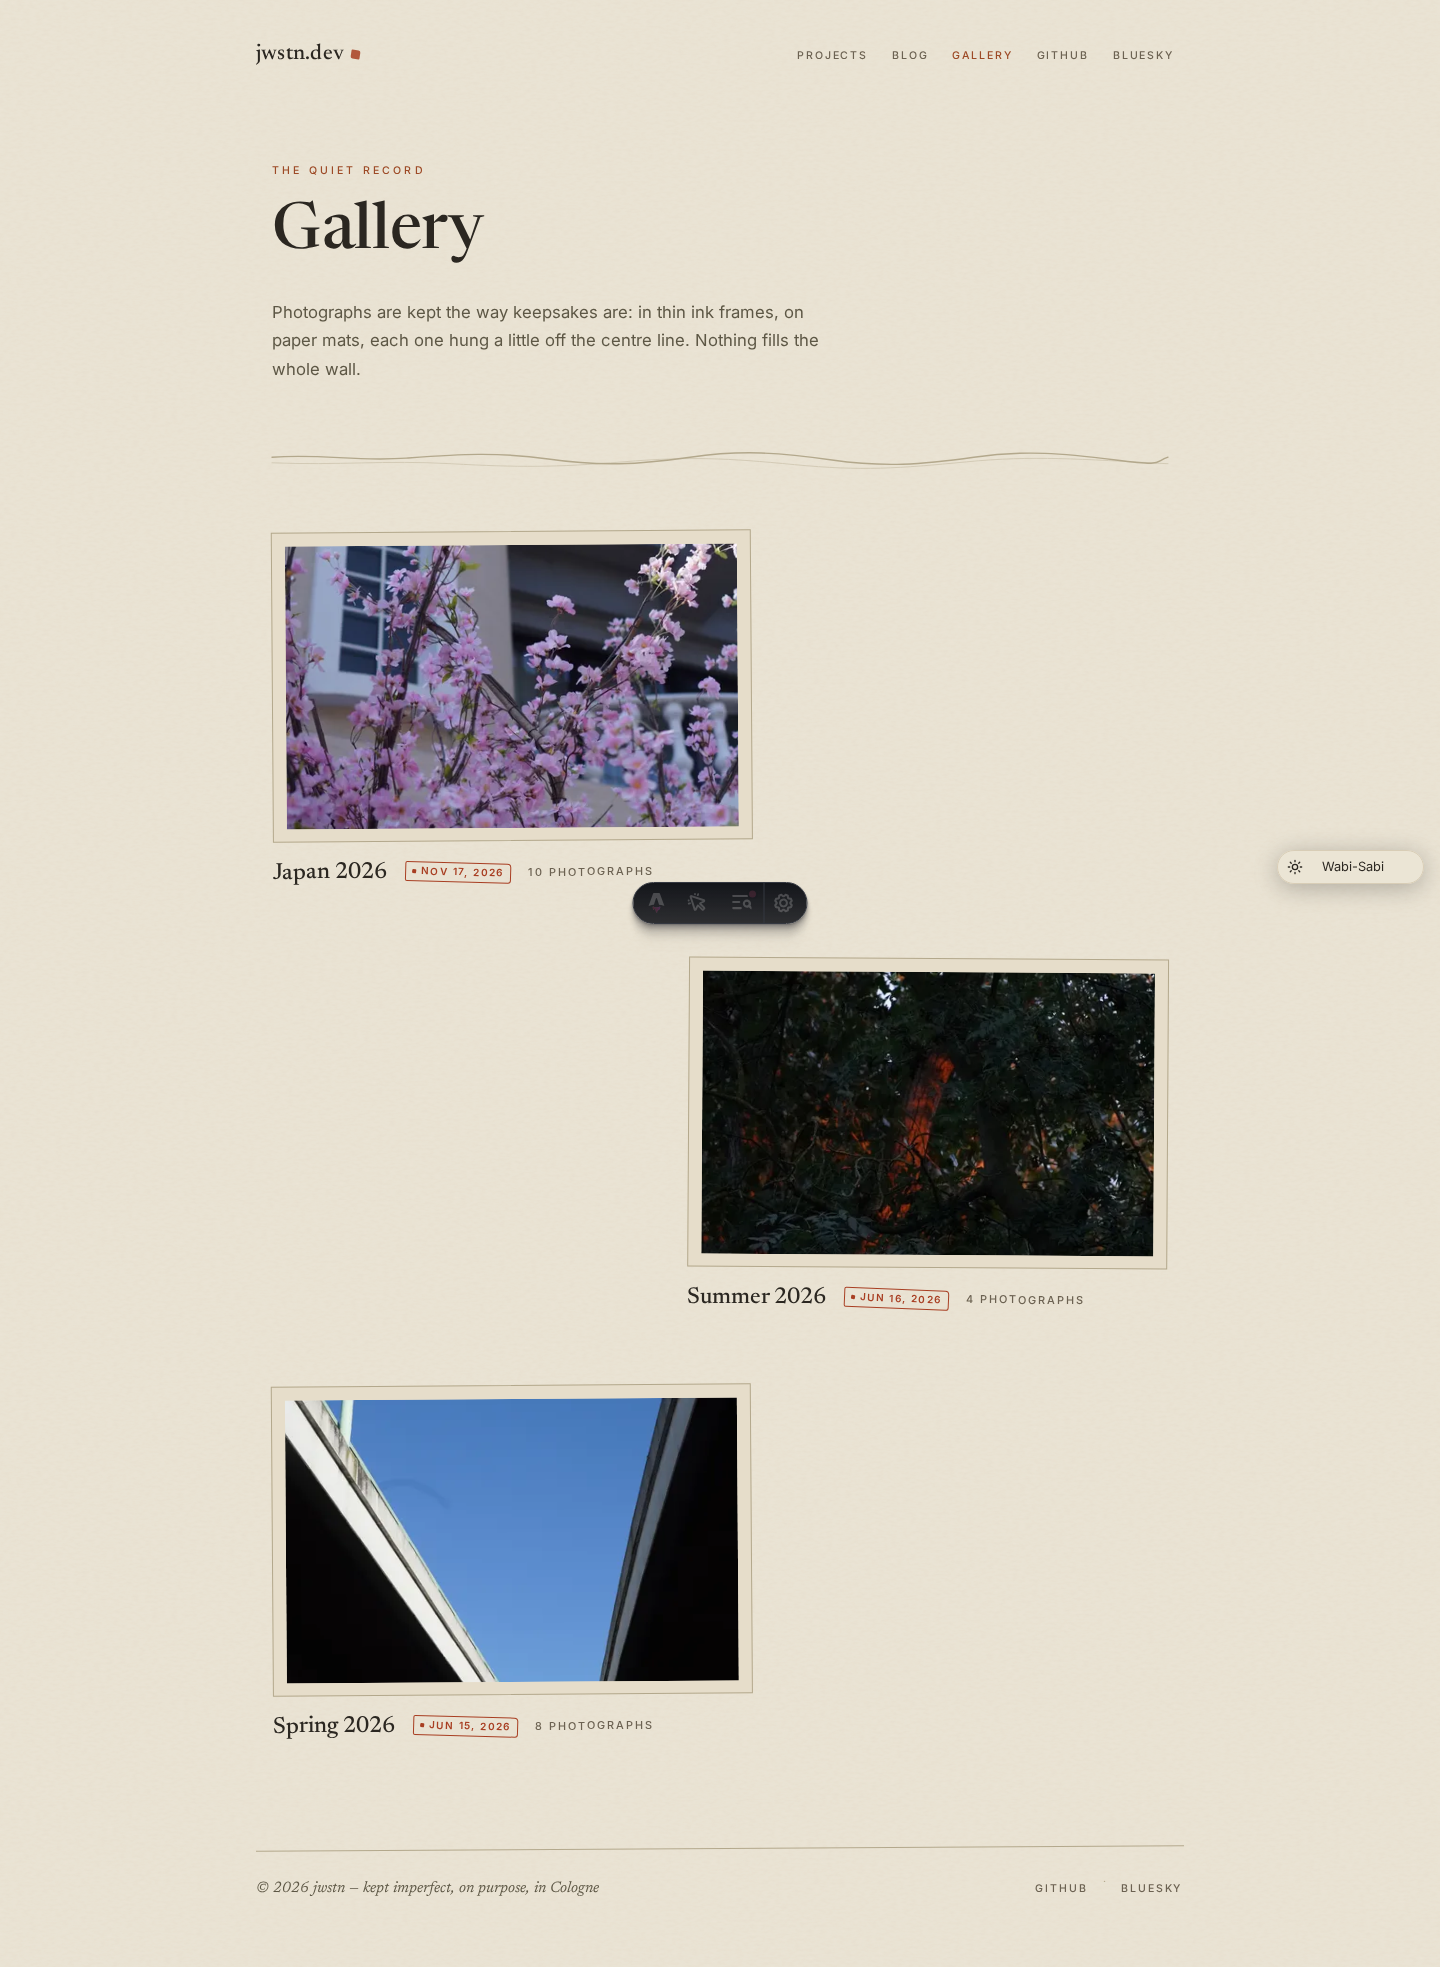 jwstn.dev
PROJECTS BLOG GALLERY GITHUB BLUESKY
THE QUIET RECORD
Gallery
Photographs are kept the way keepsakes are: in thin ink frames, on
paper mats, each one hung a little off the centre line. Nothing fills the
whole wall.
Japan 2026 NOV 17, 2026 10 PHOTOGRAPHS
Wabi-Sabi
Summer 2026 JUN 16, 2026 4 PHOTOGRAPHS
Spring 2026 JUN 15, 2026 8 PHOTOGRAPHS
© 2026 jwstn – kept imperfect, on purpose, in Cologne
GITHUB · BLUESKY